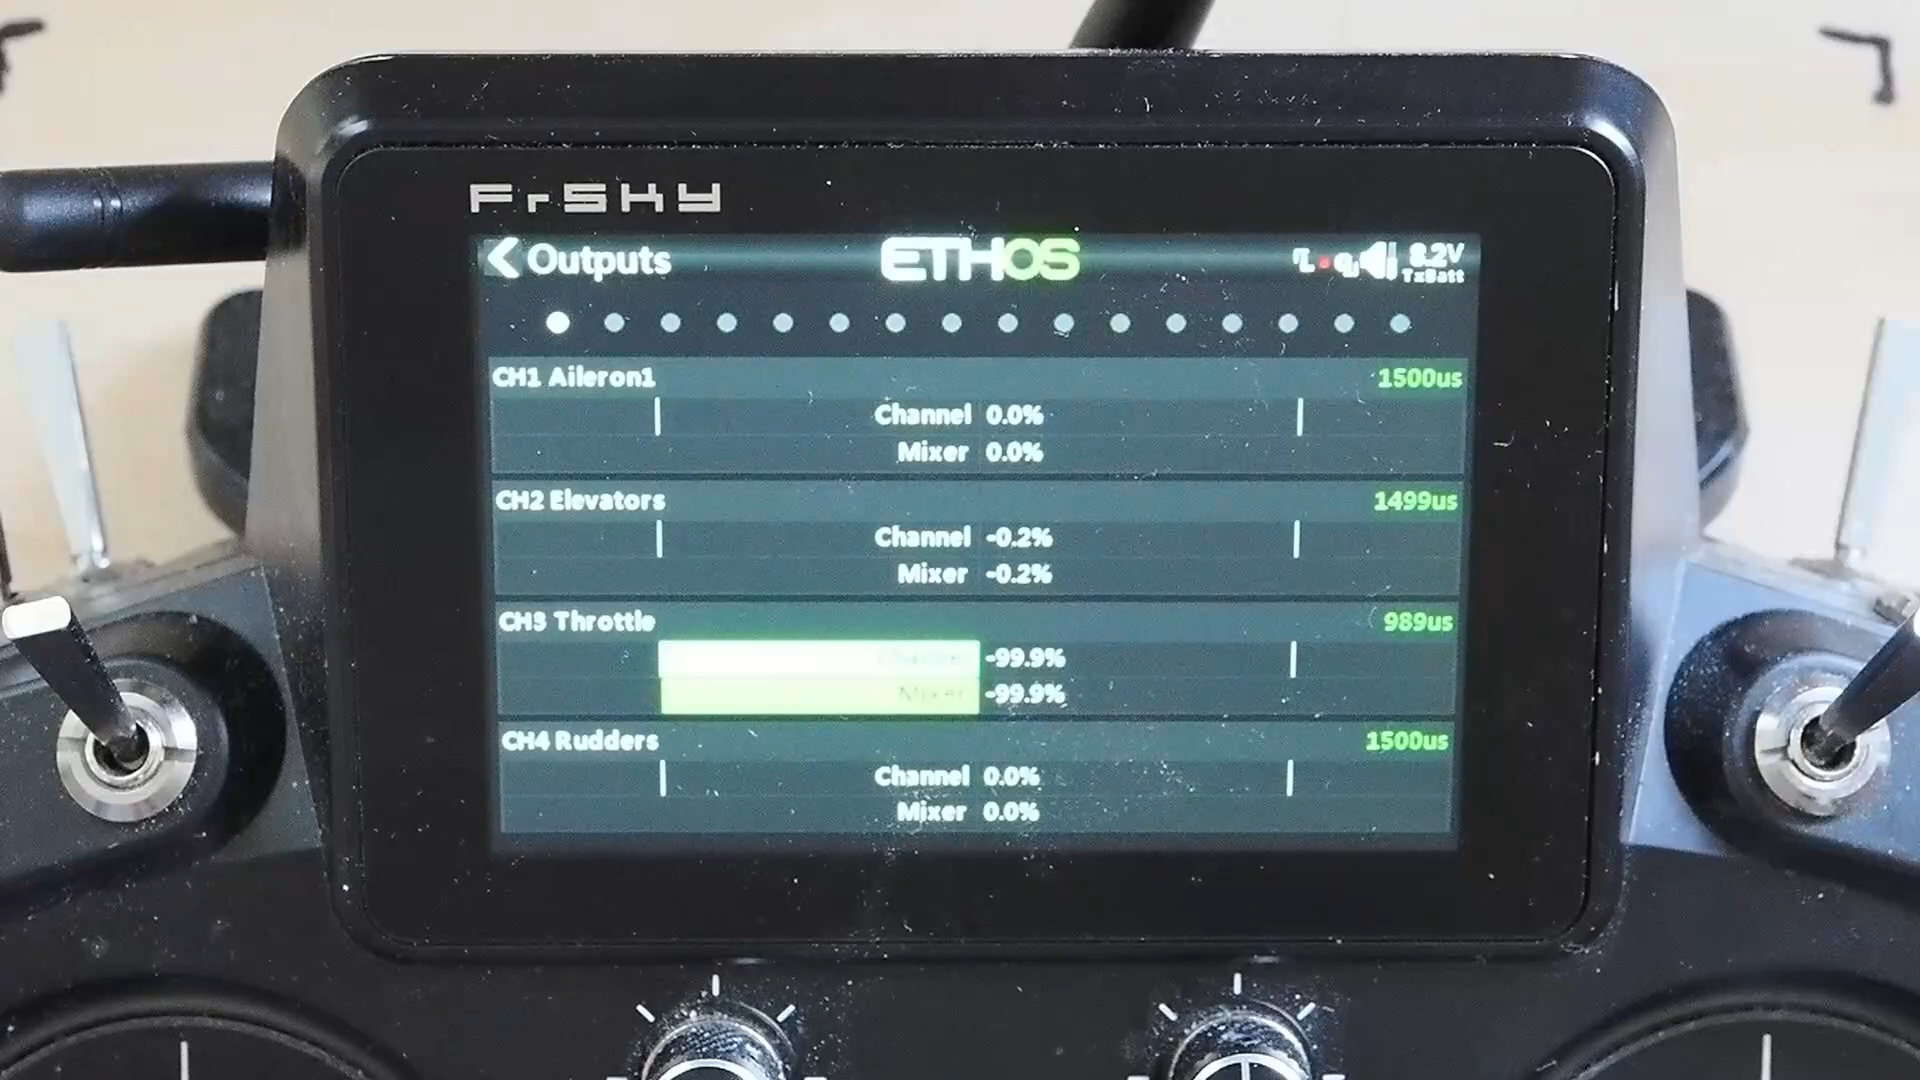 FrSKY
Outputs
ETHOS
8.2V
TxBatt
CH1 Aileron1
1500us
Channel 0.0%
Mixer 0.0%
CH2 Elevators
1499us
Channel -0.2%
Mixer -0.2%
CH3 Throttle
989us
Channel -99.9%
Mixer -99.9%
CH4 Rudders
1500us
Channel 0.0%
Mixer 0.0%